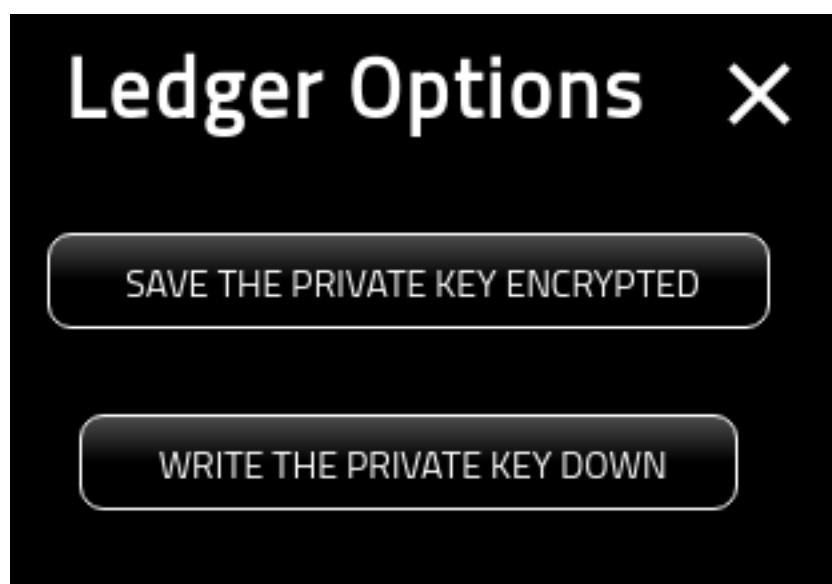 Ledger Options
SAVE THE PRIVATE KEY ENCRYPTED
WRITE THE PRIVATE KEY DOWN